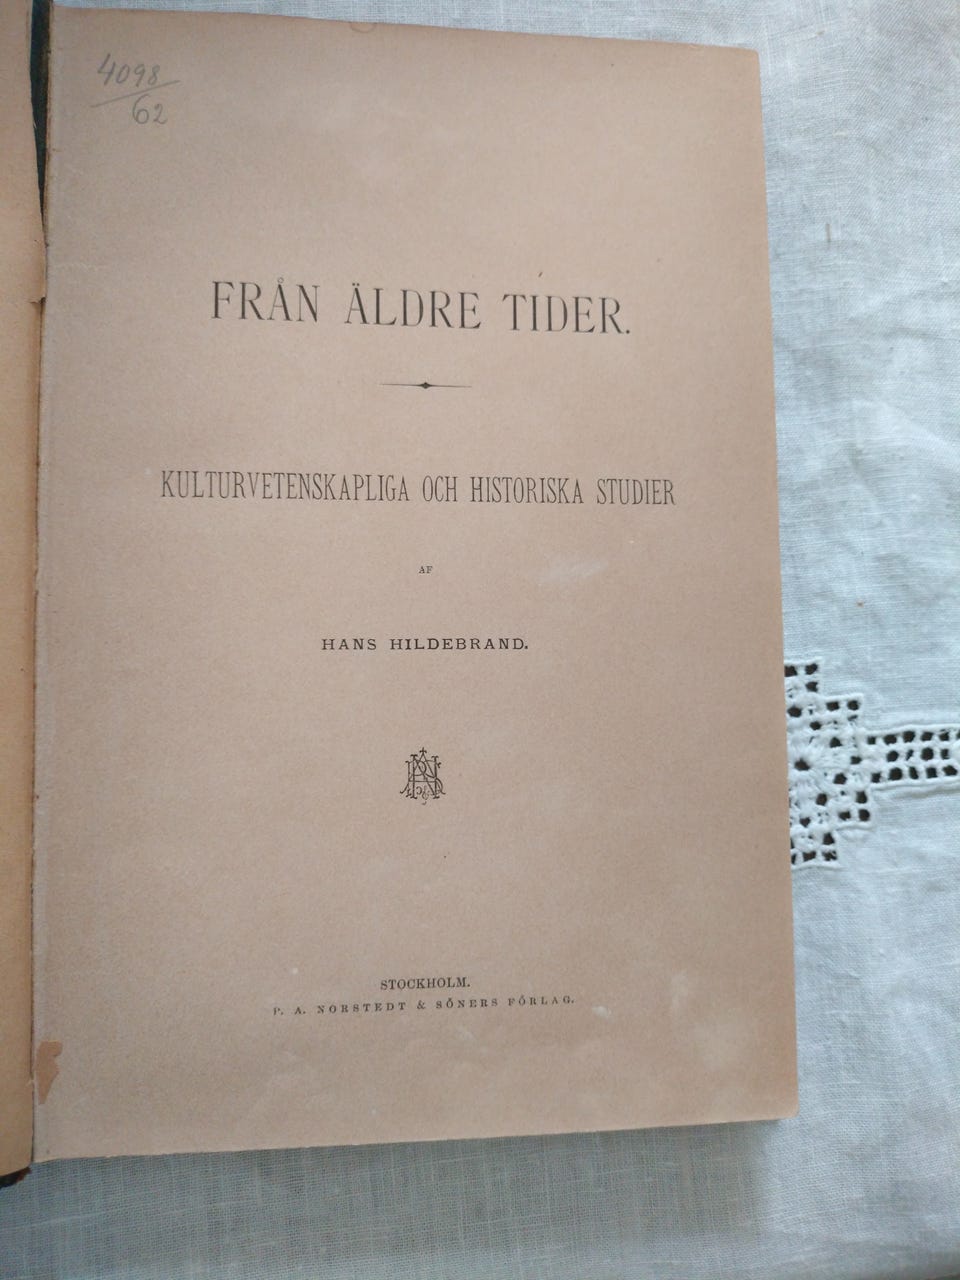 4098
62
FRÅN ÄLDRE TIDER.
KULTURVETENSKAPLIGA OCH HISTORISKA STUDIER
AF
HANS HILDEBRAND.
STOCKHOLM.
P. A. NORSTEDT & SÖNERS FÖRLAG.